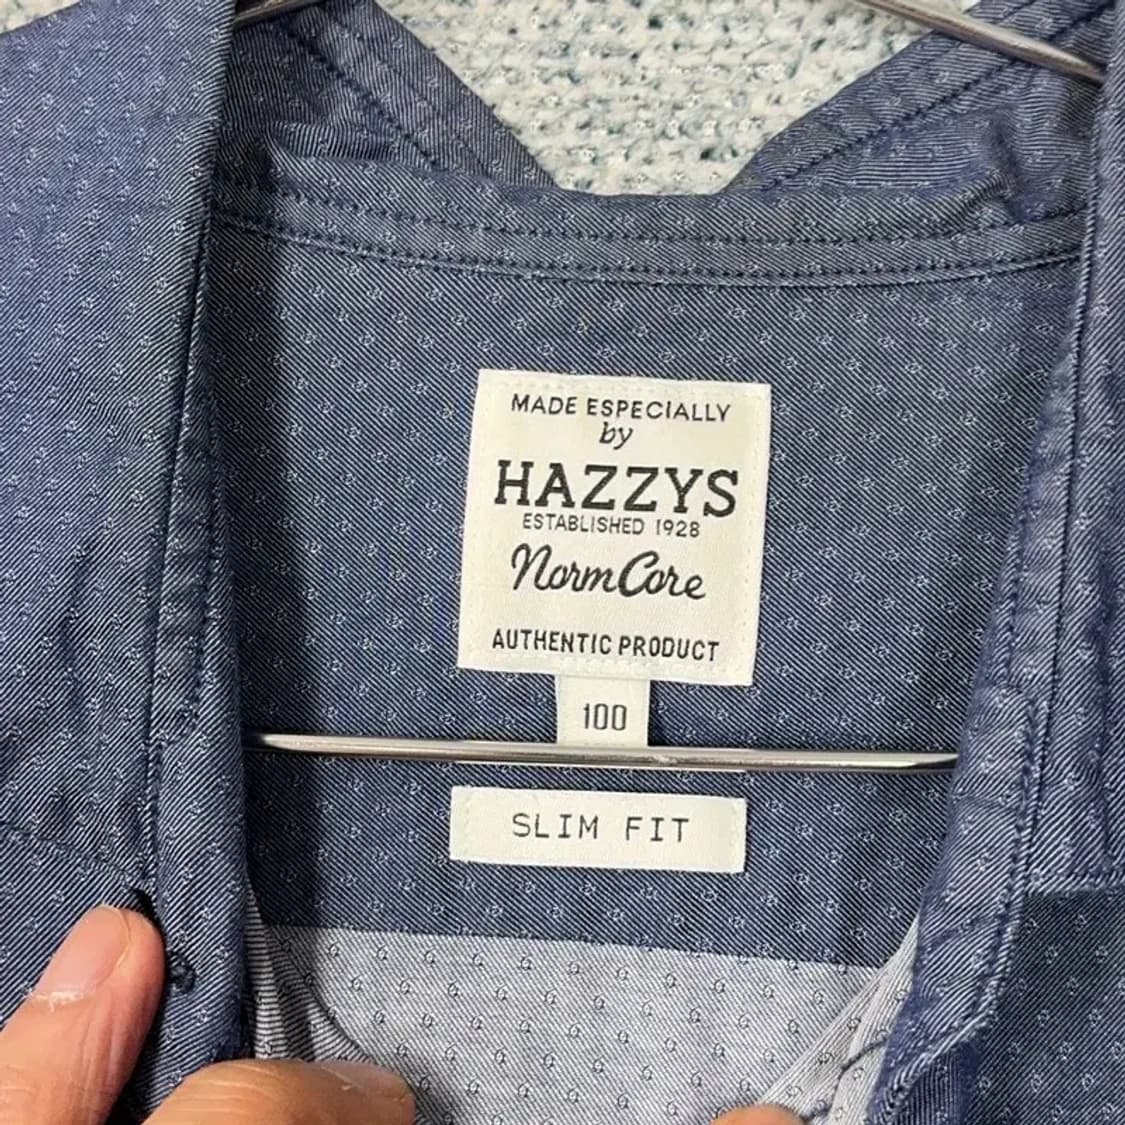 MADE ESPECIALLY
by
HAZZYS
ESTABLISHED 1928
NormCore
AUTHENTIC PRODUCT
100
SLIM FIT